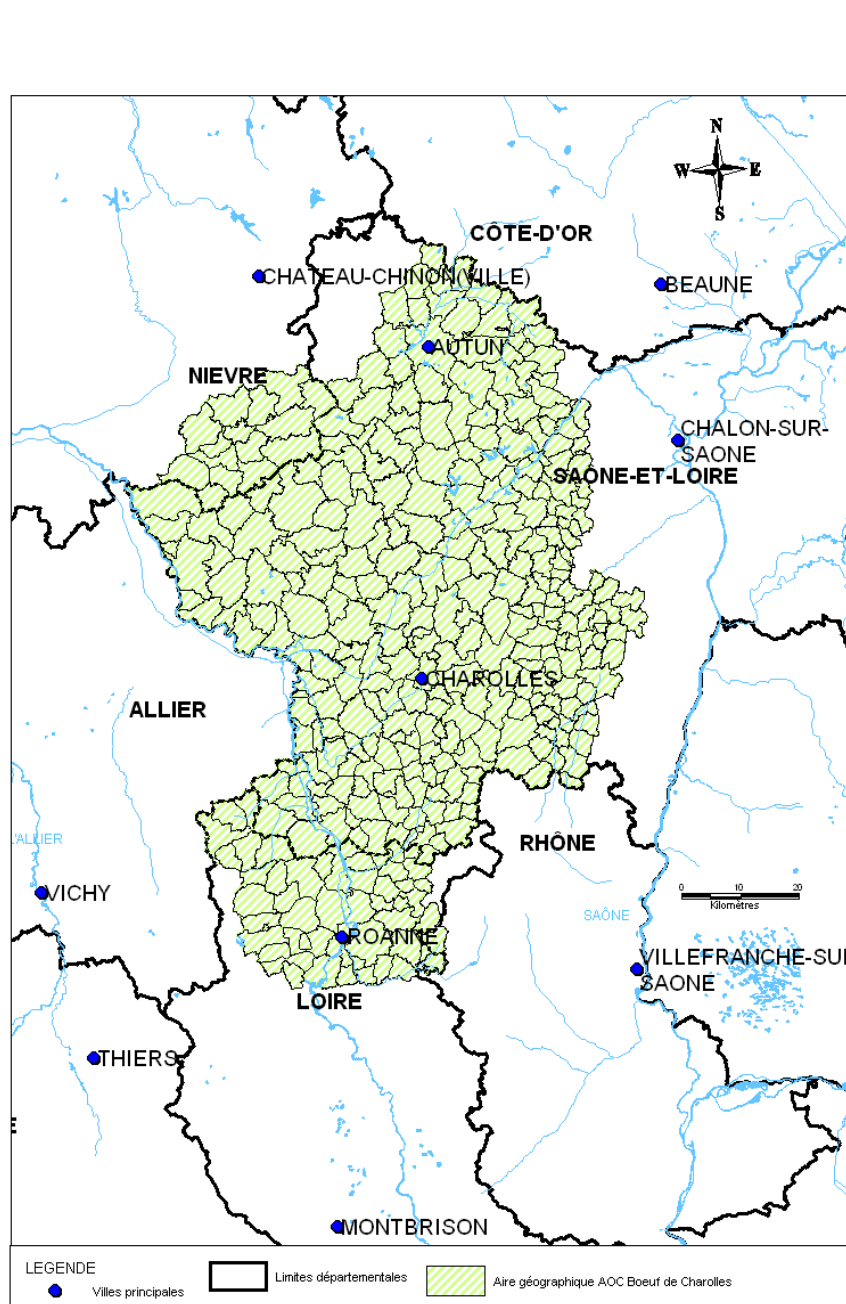 N
W E
S
CÔTE-D'OR
CHATEAU-CHINON(VILLE)
BEAUNE
AUTUN
NIEVRE
CHALON-SUR-
SAONE
SAÔNE-ET-LOIRE
CHAROLLES
ALLIER
L'ALLIER
RHÔNE
VICHY
0 10 20
Kilomètres
SAÔNE
ROANNE
VILLEFRANCHE-SUR
SAONE
LOIRE
THIERS
E
MONTBRISON
LEGENDE
Villes principales
Limites départementales
Aire géographique AOC Boeuf de Charolles